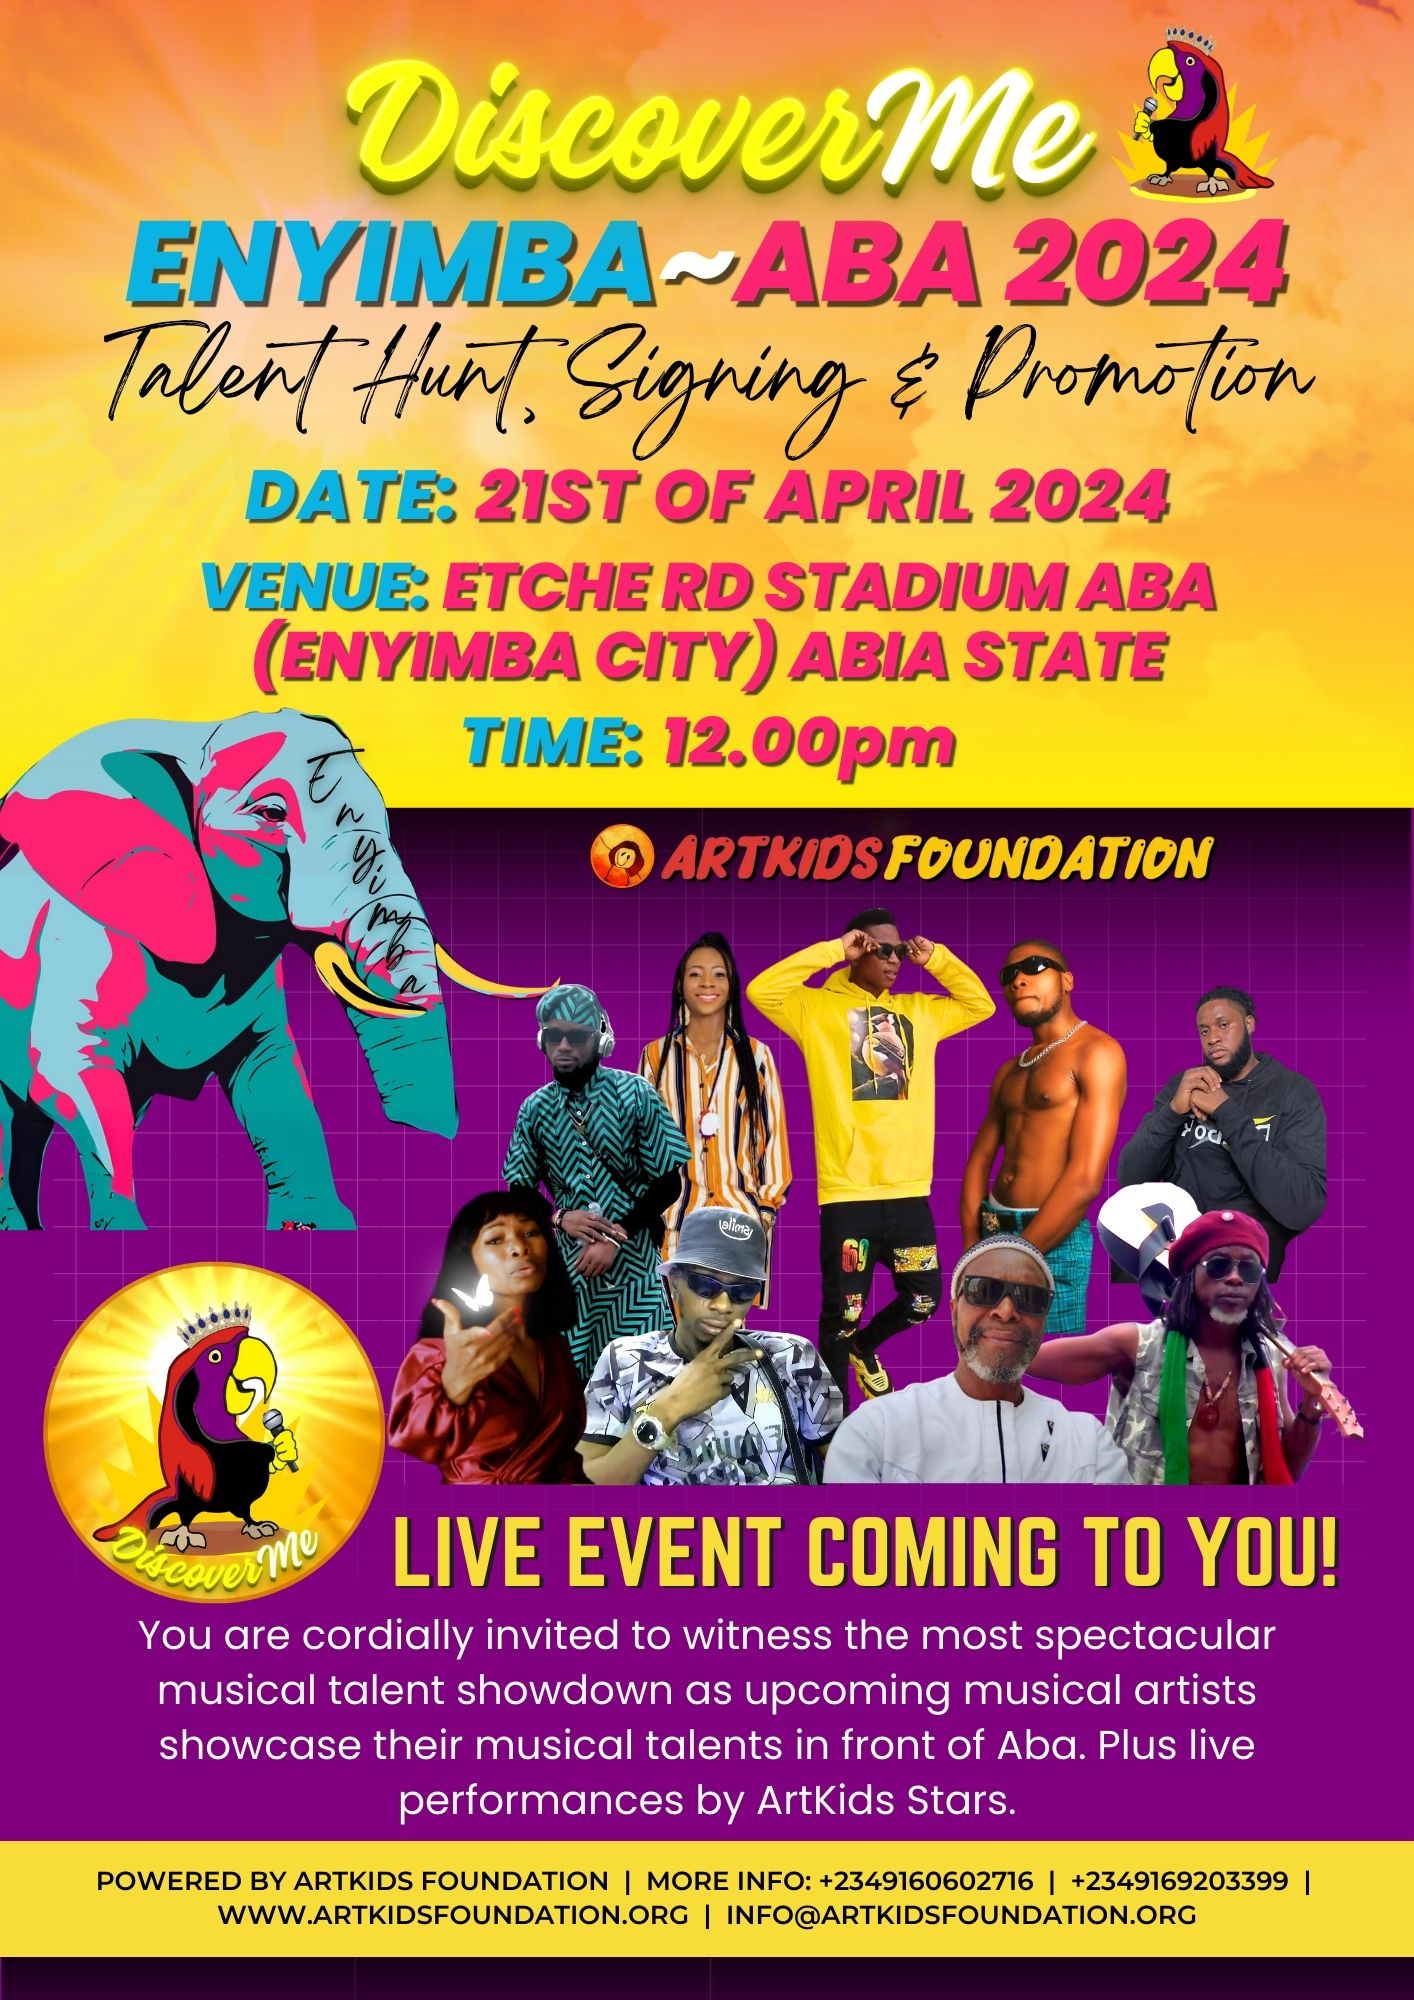 DiscoverMe
ENYIMBA~ABA 2024
Talent Hunt, Signing & Promotion
DATE: 21ST OF APRIL 2024
VENUE: ETCHE RD STADIUM ABA
(ENYIMBA CITY) ABIA STATE
TIME: 12.00pm
Enyimba
ARTKIDS FOUNDATION
69
DiscoverMe
LIVE EVENT COMING TO YOU!
You are cordially invited to witness the most spectacular
musical talent showdown as upcoming musical artists
showcase their musical talents in front of Aba. Plus live
performances by ArtKids Stars.
POWERED BY ARTKIDS FOUNDATION | MORE INFO: +2349160602716 | +2349169203399 |
WWW.ARTKIDSFOUNDATION.ORG | INFO@ARTKIDSFOUNDATION.ORG